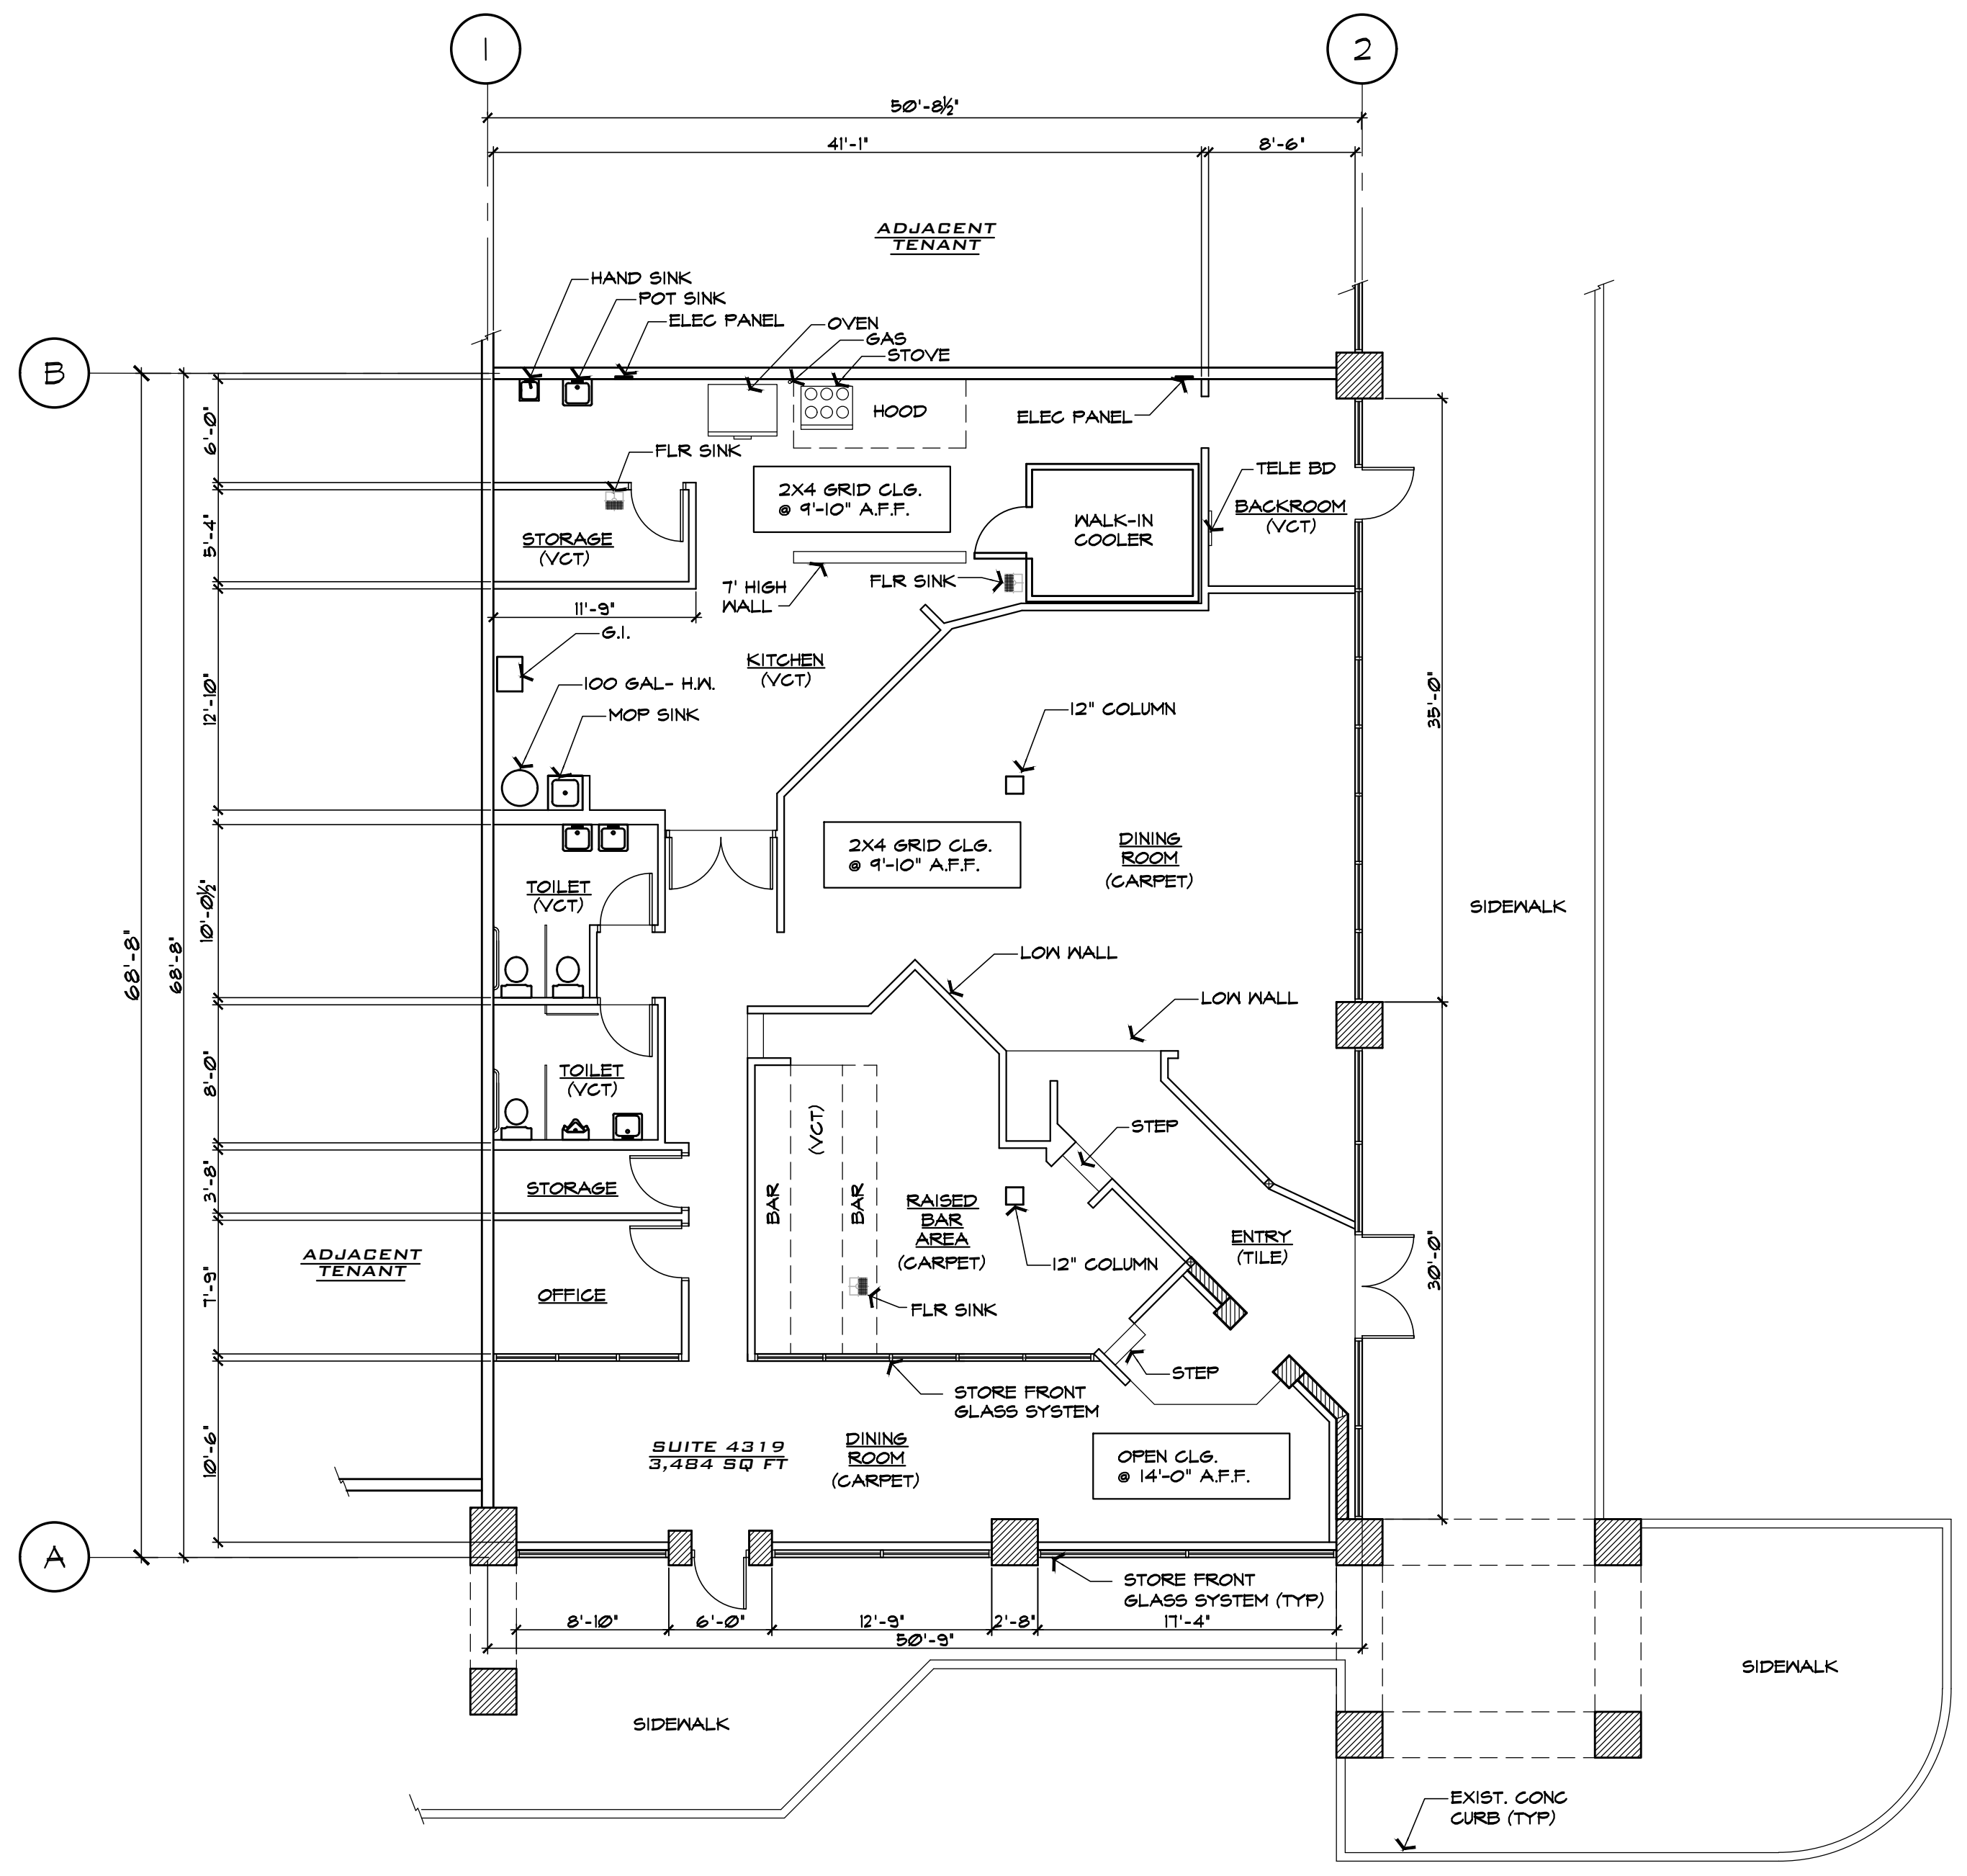 1
2
50'-8½"
41'-1"
8'-6"
ADJACENT
TENANT
HAND SINK
POT SINK
ELEC PANEL
OVEN
GAS
STOVE
B
HOOD
ELEC PANEL
6'-0"
FLR SINK
TELE BD
2X4 GRID CLG.
@ 9'-10" A.F.F.
BACKROOM
(VCT)
WALK-IN
COOLER
5'-4"
STORAGE
(VCT)
FLR SINK
7' HIGH
WALL
11'-9"
G.I.
KITCHEN
(VCT)
100 GAL- H.W.
MOP SINK
12'-10"
12" COLUMN
35'-0"
2X4 GRID CLG.
@ 9'-10" A.F.F.
DINING
ROOM
(CARPET)
TOILET
(VCT)
10'-0½"
SIDEWALK
68'-8"
68'-8"
LOW WALL
LOW WALL
8'-0"
TOILET
(VCT)
(VCT)
STEP
3'-8"
STORAGE
BAR
BAR
RAISED
BAR
AREA
(CARPET)
ENTRY
(TILE)
ADJACENT
TENANT
12" COLUMN
30'-0"
7'-9"
OFFICE
FLR SINK
STEP
STORE FRONT
GLASS SYSTEM
10'-6"
SUITE 4319
3,484 SQ FT
DINING
ROOM
(CARPET)
OPEN CLG.
@ 14'-0" A.F.F.
A
STORE FRONT
GLASS SYSTEM (TYP)
8'-10"
6'-0"
12'-9"
2'-8"
17'-4"
50'-9"
SIDEWALK
SIDEWALK
EXIST. CONC
CURB (TYP)